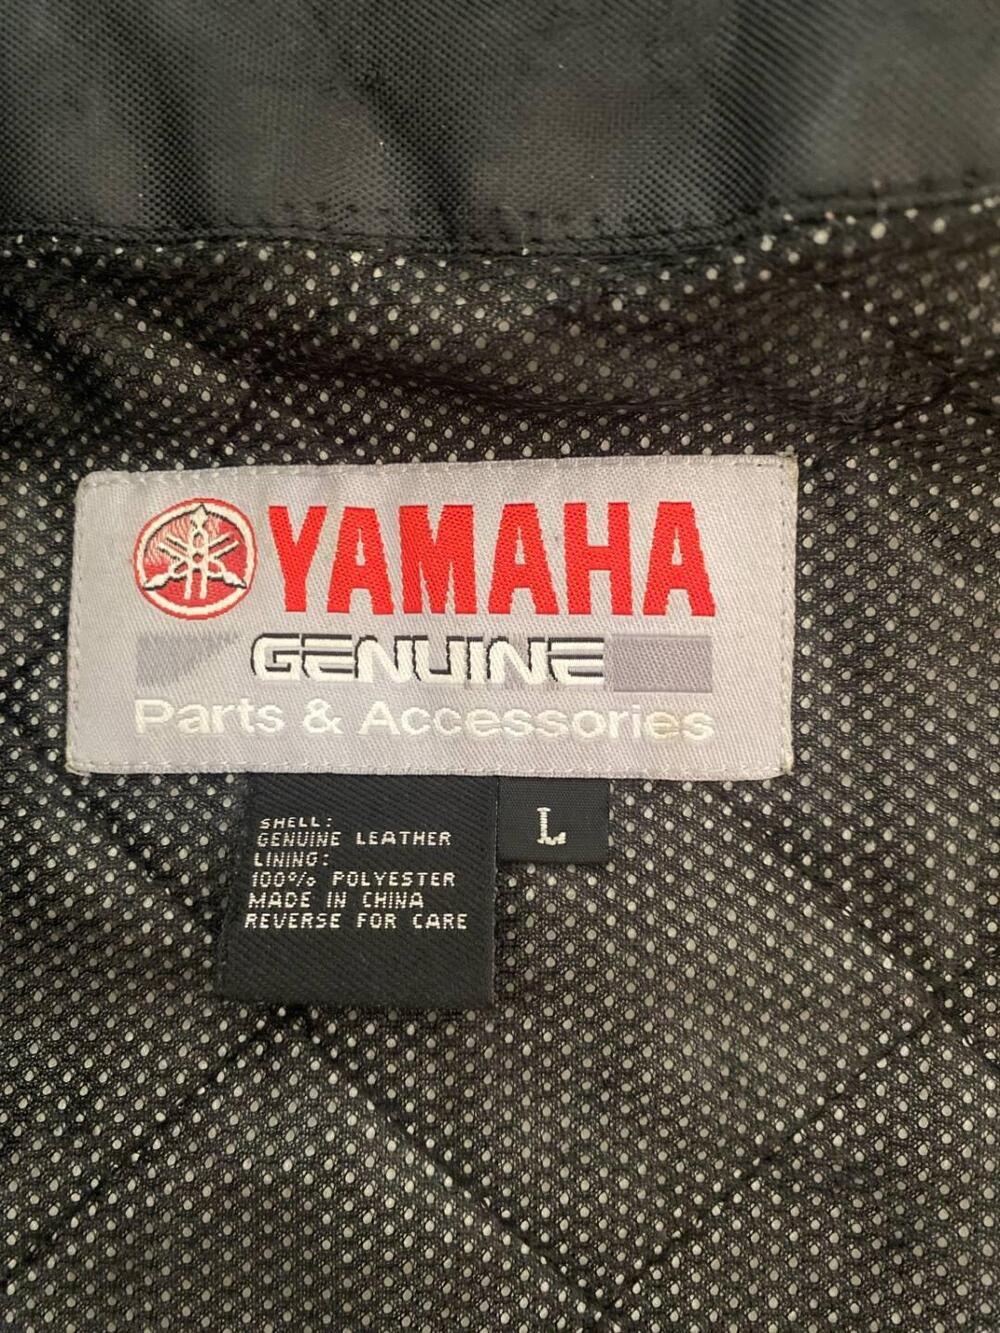 YAMAHA
GENUINE
Parts & Accessories
L
SHELL:
GENUINE LEATHER
LINING:
100% POLYESTER
MADE IN CHINA
REVERSE FOR CARE